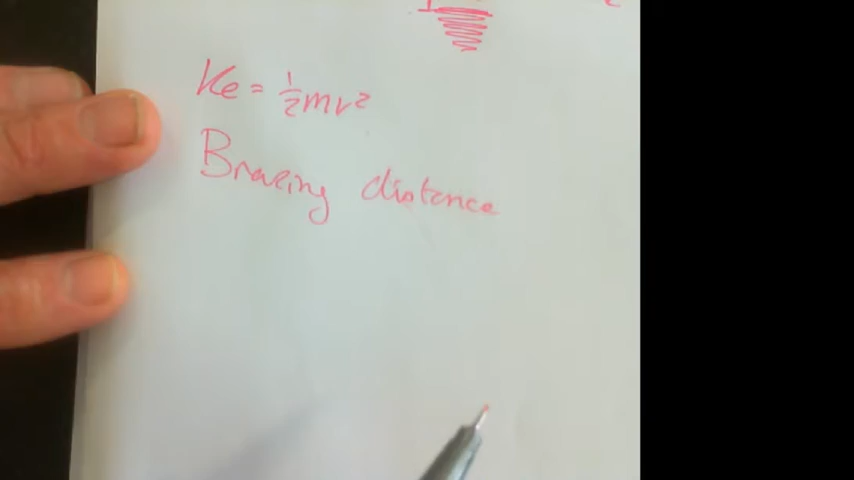 Ke = ½mv²
Braking distance